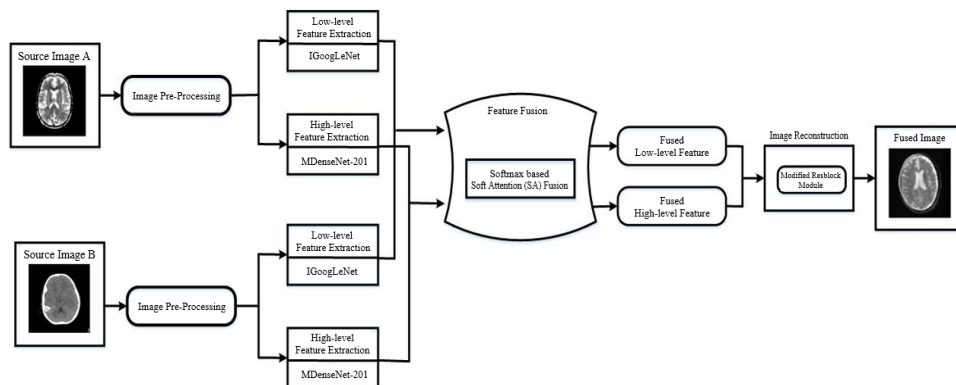 Source Image A
Image Pre-Processing
Low-level
Feature Extraction
IGoogLeNet
High-level
Feature Extraction
MDenseNet-201
Source Image B
Image Pre-Processing
Low-level
Feature Extraction
IGoogLeNet
High-level
Feature Extraction
MDenseNet-201
Feature Fusion
Softmax based
Soft Attention (SA) Fusion
Fused
Low-level Feature
Fused
High-level Feature
Image Reconstruction
Modified Resblock
Module
Fused Image